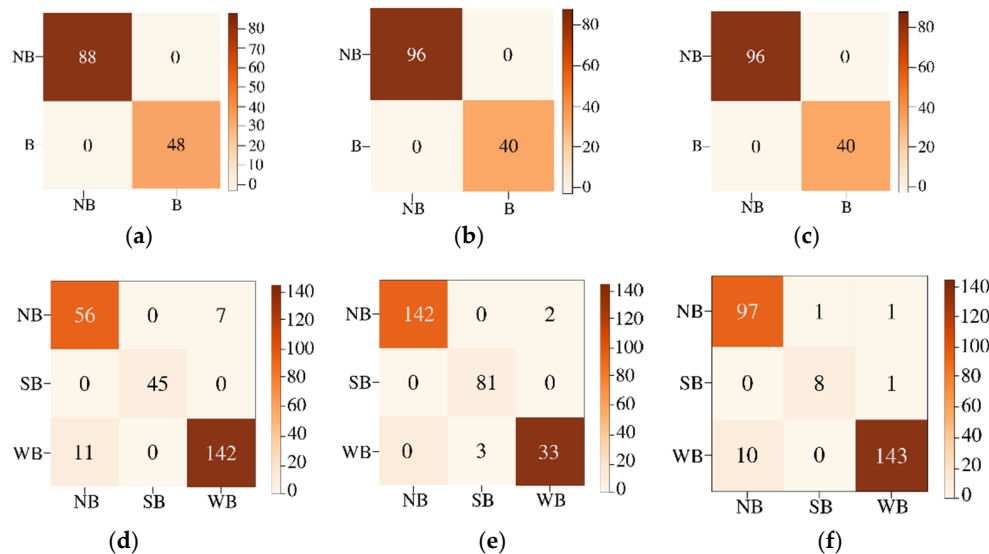 NB 88 0
B 0 48
NB B
80 70 60 50 40 30 20 10 0
(a)
NB 96 0
B 0 40
NB B
80 60 40 20 0
(b)
NB 96 0
B 0 40
NB B
80 60 40 20 0
(c)
NB 56 0 7
SB 0 45 0
WB 11 0 142
NB SB WB
140 120 100 80 60 40 20 0
(d)
NB 142 0 2
SB 0 81 0
WB 0 3 33
NB SB WB
140 120 100 80 60 40 20 0
(e)
NB 97 1 1
SB 0 8 1
WB 10 0 143
NB SB WB
140 120 100 80 60 40 20 0
(f)